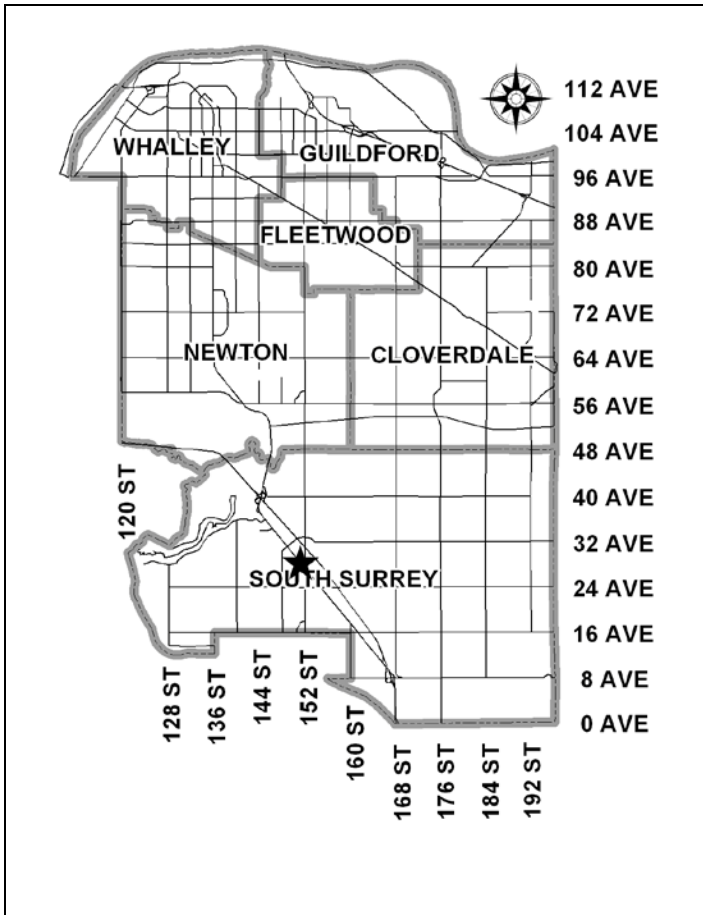 112 AVE
104 AVE
WHALLEY
GUILDFORD
96 AVE
88 AVE
FLEETWOOD
80 AVE
72 AVE
NEWTON
CLOVERDALE
64 AVE
56 AVE
48 AVE
120 ST
40 AVE
32 AVE
SOUTH SURREY
24 AVE
16 AVE
8 AVE
0 AVE
128 ST
136 ST
144 ST
152 ST
160 ST
168 ST
176 ST
184 ST
192 ST